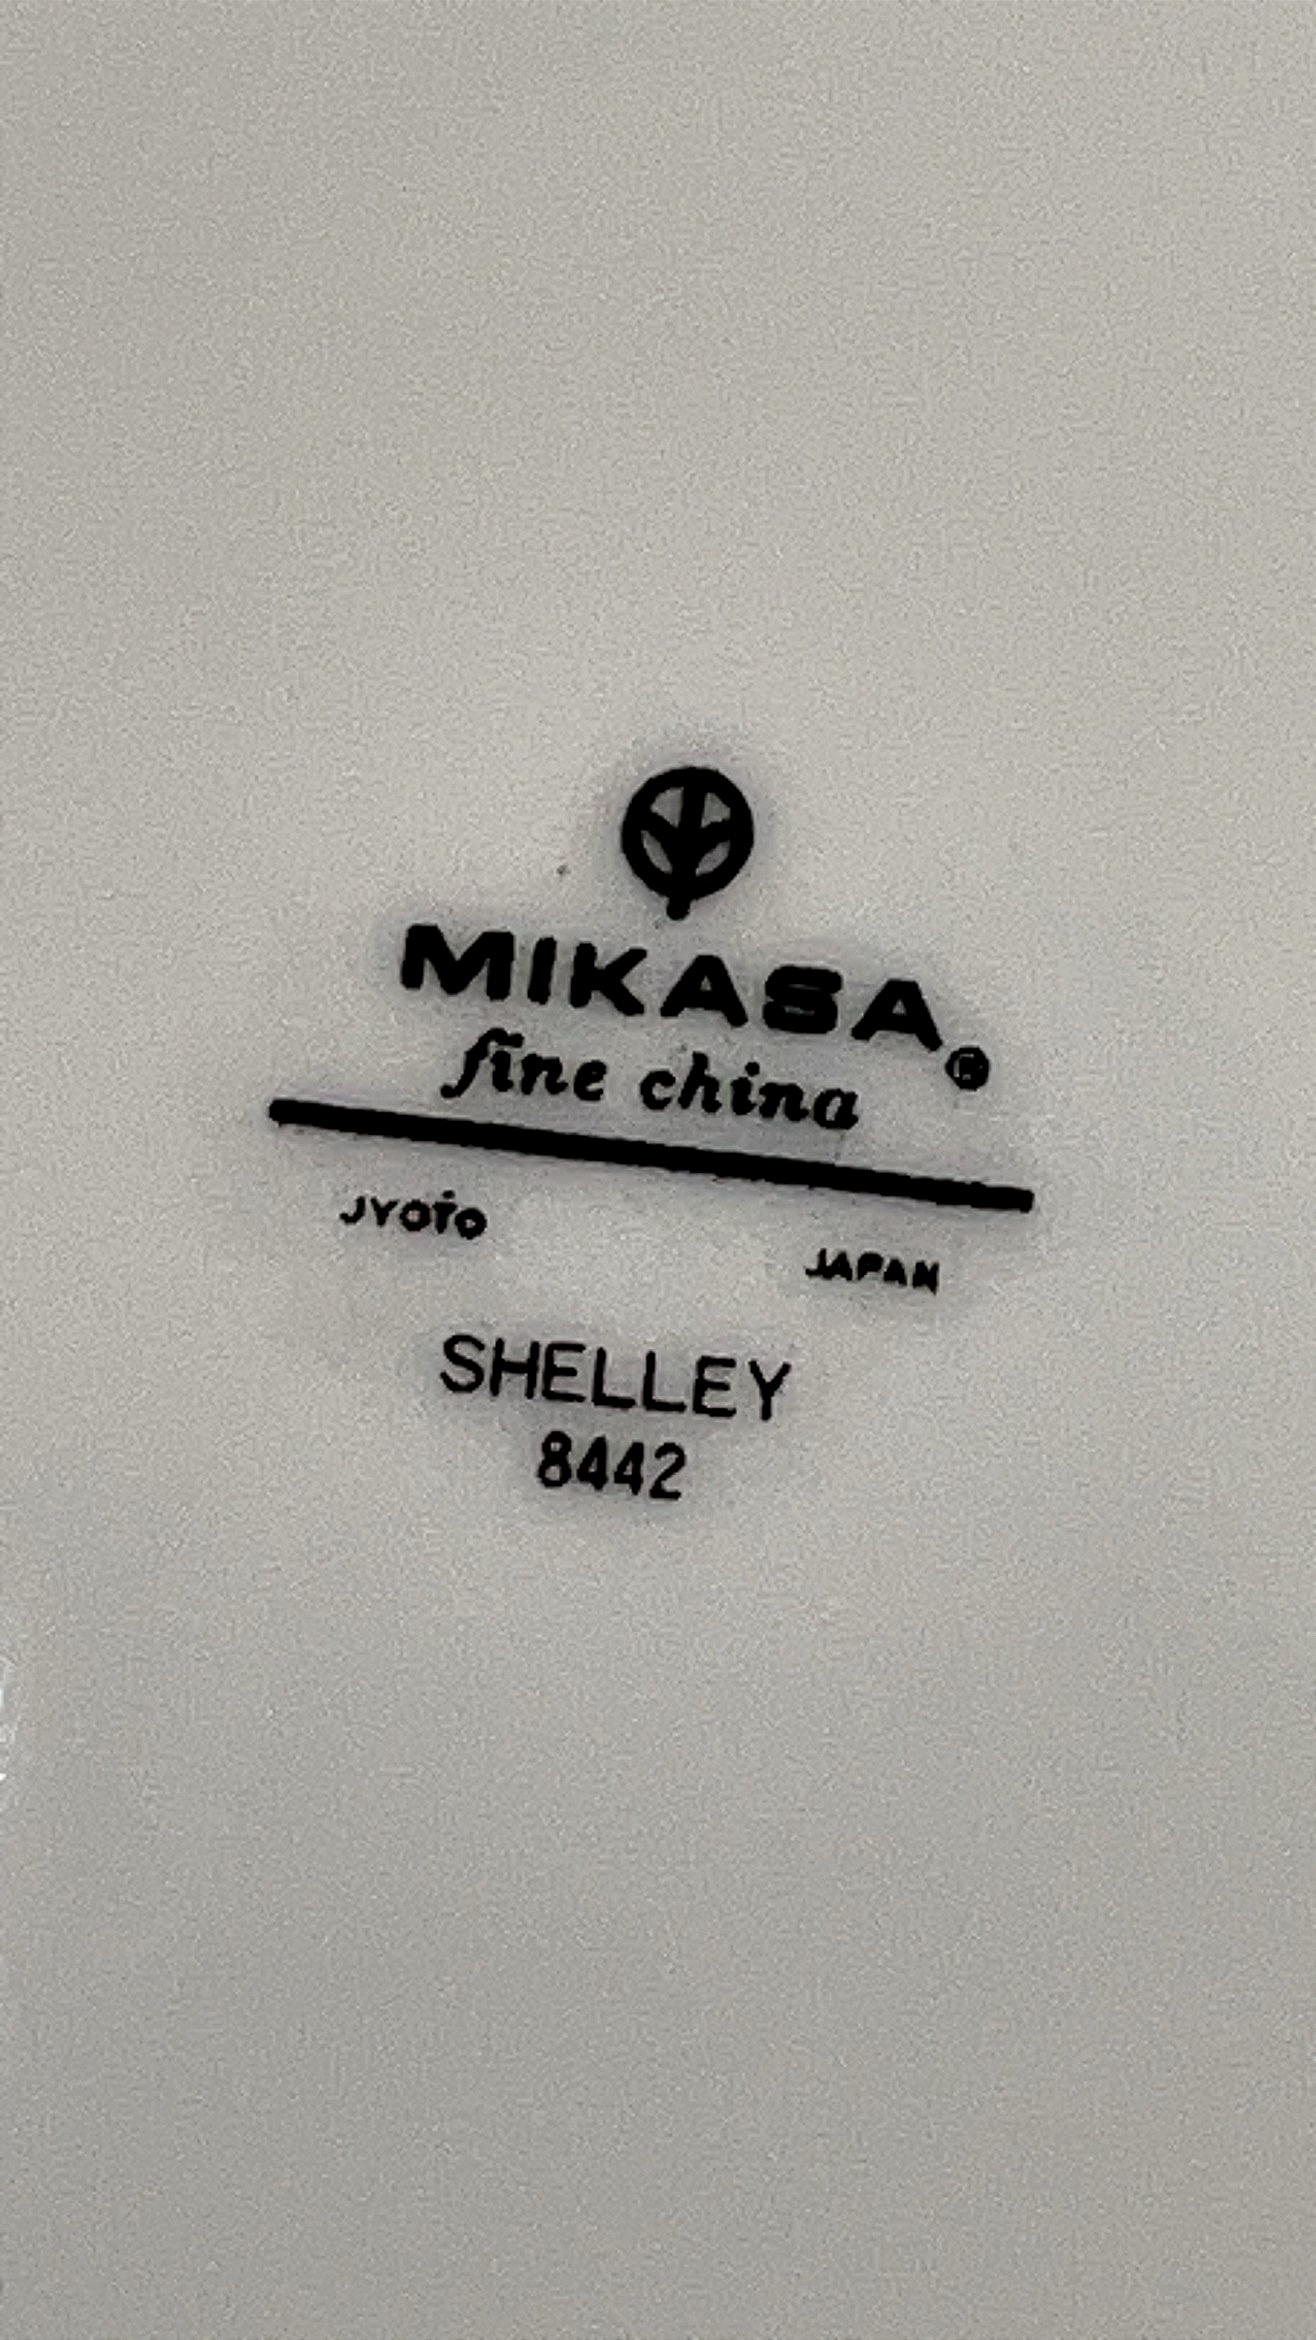 MIKASA®
fine china
JYOTO JAPAN
SHELLEY
8442